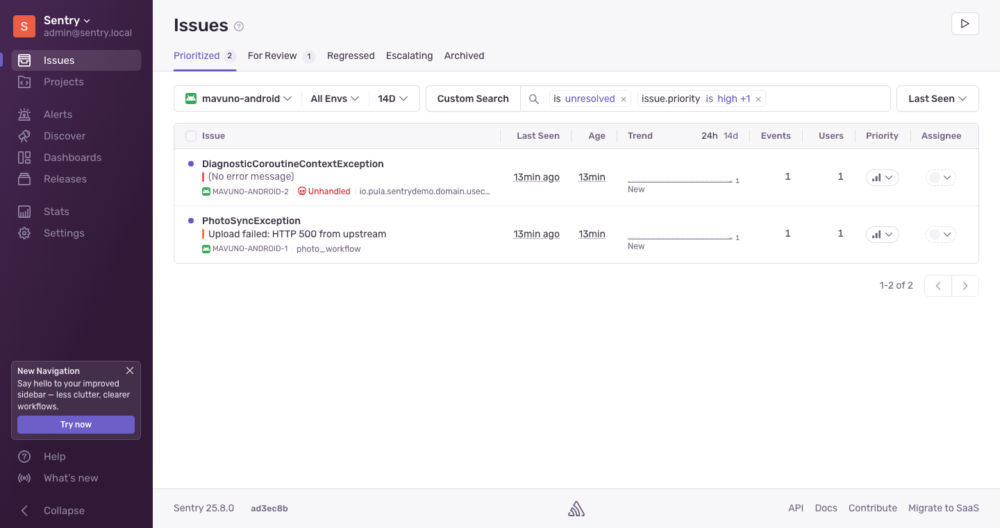 S
Sentry
admin@sentry.local
Issues
Projects
Alerts
Discover
Dashboards
Releases
Stats
Settings
New Navigation
Say hello to your improved
sidebar — less clutter, clearer
workflows.
Try now
Help
What's new
Collapse
Issues ?
Prioritized 2 For Review 1 Regressed Escalating Archived
mavuno-android All Envs 14D Custom Search is unresolved × issue.priority is high +1 × Last Seen
Issue Last Seen Age Trend 24h 14d Events Users Priority Assignee
DiagnosticCoroutineContextException
(No error message)
MAVUNO-ANDROID-2 Unhandled io.pula.sentrydemo.domain.usec…
13min ago 13min 1 New 1 1
PhotoSyncException
Upload failed: HTTP 500 from upstream
MAVUNO-ANDROID-1 photo_workflow
13min ago 13min 1 New 1 1
1-2 of 2
Sentry 25.8.0 ad3ec8b API Docs Contribute Migrate to SaaS